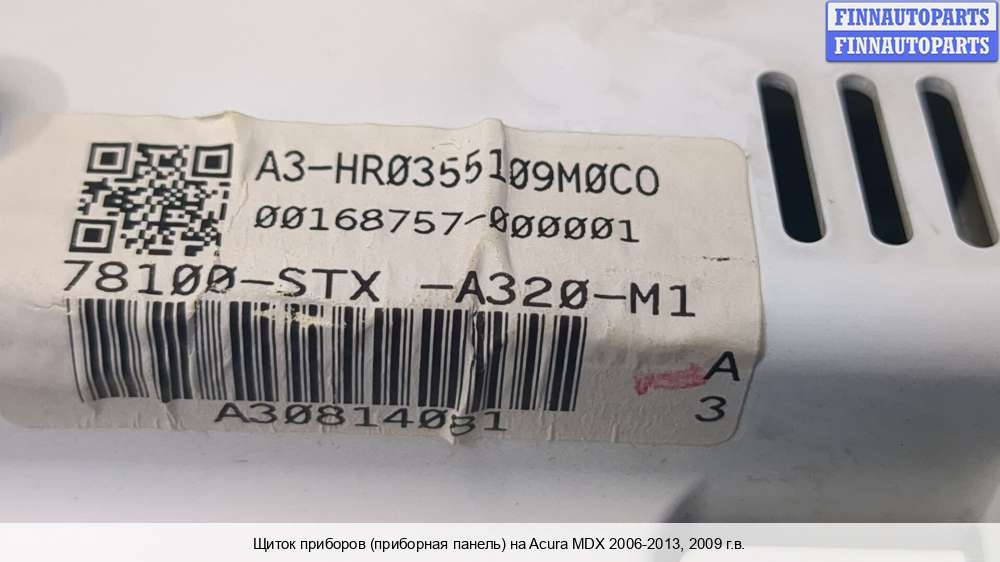 FINNAUTOPARTS
FINNAUTOPARTS
A3-HR0355109M0C0
00168757-000001
78100-STX -A320-M1
A
A30814031
3
Щиток приборов (приборная панель) на Acura MDX 2006-2013, 2009 г.в.